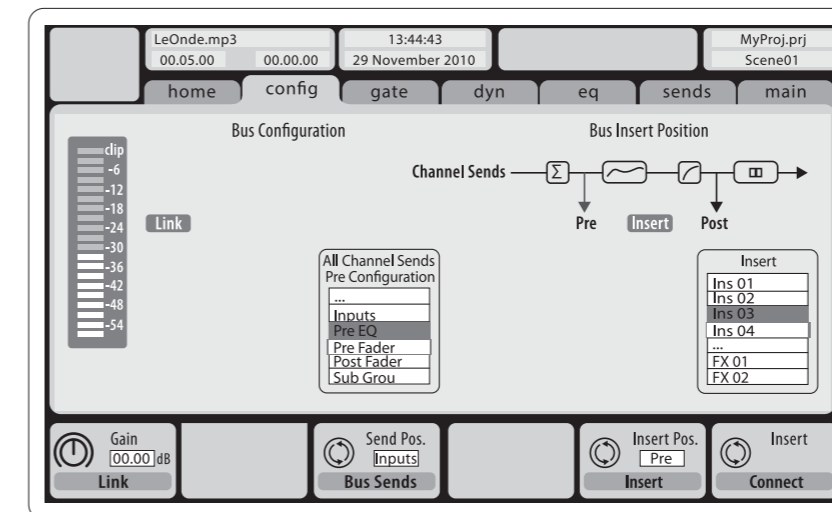 LeOnde.mp3
00.05.00 00.00.00
13:44:43
29 November 2010
MyProj.prj
Scene01
home config gate dyn eq sends main
Bus Configuration
Bus Insert Position
clip
-6
-12
-18
-24
-30
-36
-42
-48
-54
Link
Channel Sends
Σ
Pre Insert Post
All Channel Sends
Pre Configuration
...
Inputs
Pre EQ
Pre Fader
Post Fader
Sub Grou
Insert
Ins 01
Ins 02
Ins 03
Ins 04
...
FX 01
FX 02
Gain
00.00 dB
Link
Send Pos.
Inputs
Bus Sends
Insert Pos.
Pre
Insert
Insert
Connect